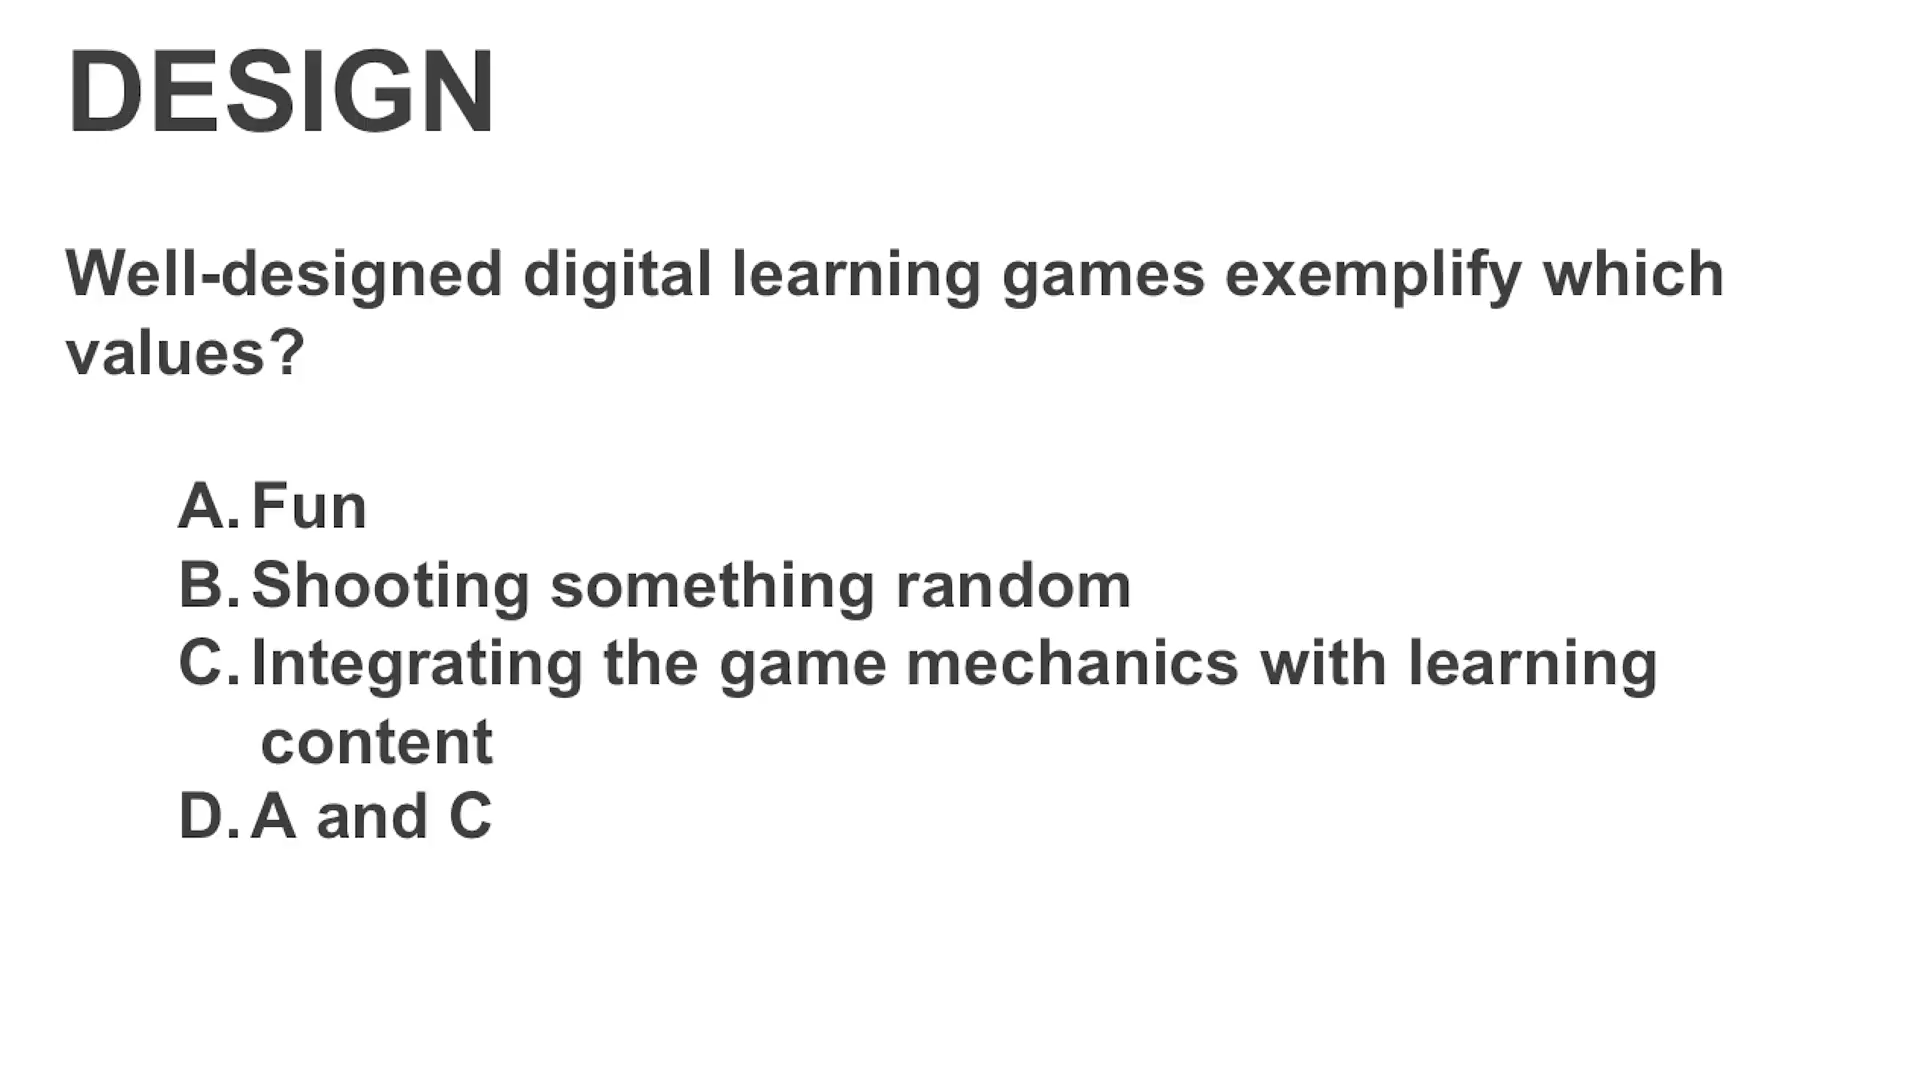 DESIGN
Well-designed digital learning games exemplify which
values?
A. Fun
B. Shooting something random
C. Integrating the game mechanics with learning
content
D. A and C